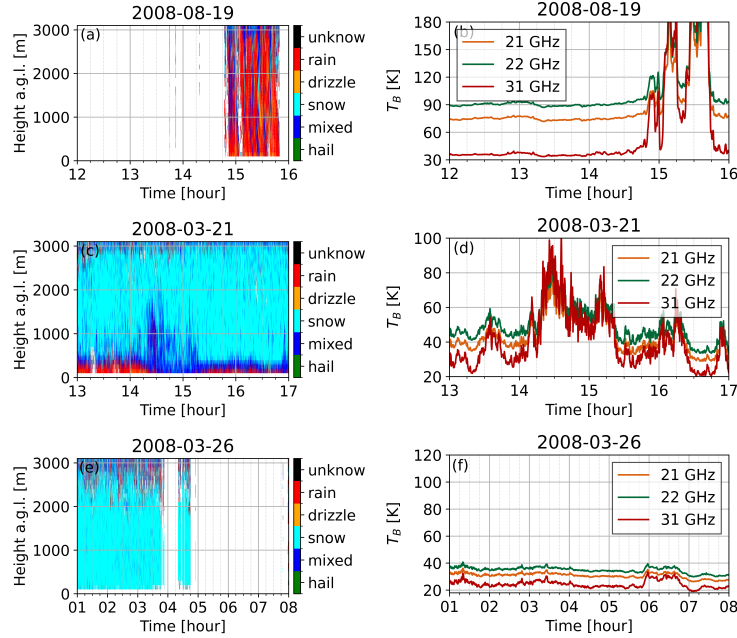 2008-08-19
(a)
Height a.g.l. [m]
3000
2000
1000
0
12 13 14 15 16
Time [hour]
unknow
rain
drizzle
snow
mixed
hail
2008-08-19
(b)
T_B [K]
180
150
120
90
60
30
12 13 14 15 16
Time [hour]
21 GHz
22 GHz
31 GHz
2008-03-21
(c)
Height a.g.l. [m]
3000
2000
1000
0
13 14 15 16 17
Time [hour]
unknow
rain
drizzle
snow
mixed
hail
2008-03-21
(d)
T_B [K]
100
80
60
40
20
13 14 15 16 17
Time [hour]
21 GHz
22 GHz
31 GHz
2008-03-26
(e)
Height a.g.l. [m]
3000
2000
1000
0
01 02 03 04 05 06 07 08
Time [hour]
unknow
rain
drizzle
snow
mixed
hail
2008-03-26
(f)
T_B [K]
120
100
80
60
40
20
01 02 03 04 05 06 07 08
Time [hour]
21 GHz
22 GHz
31 GHz